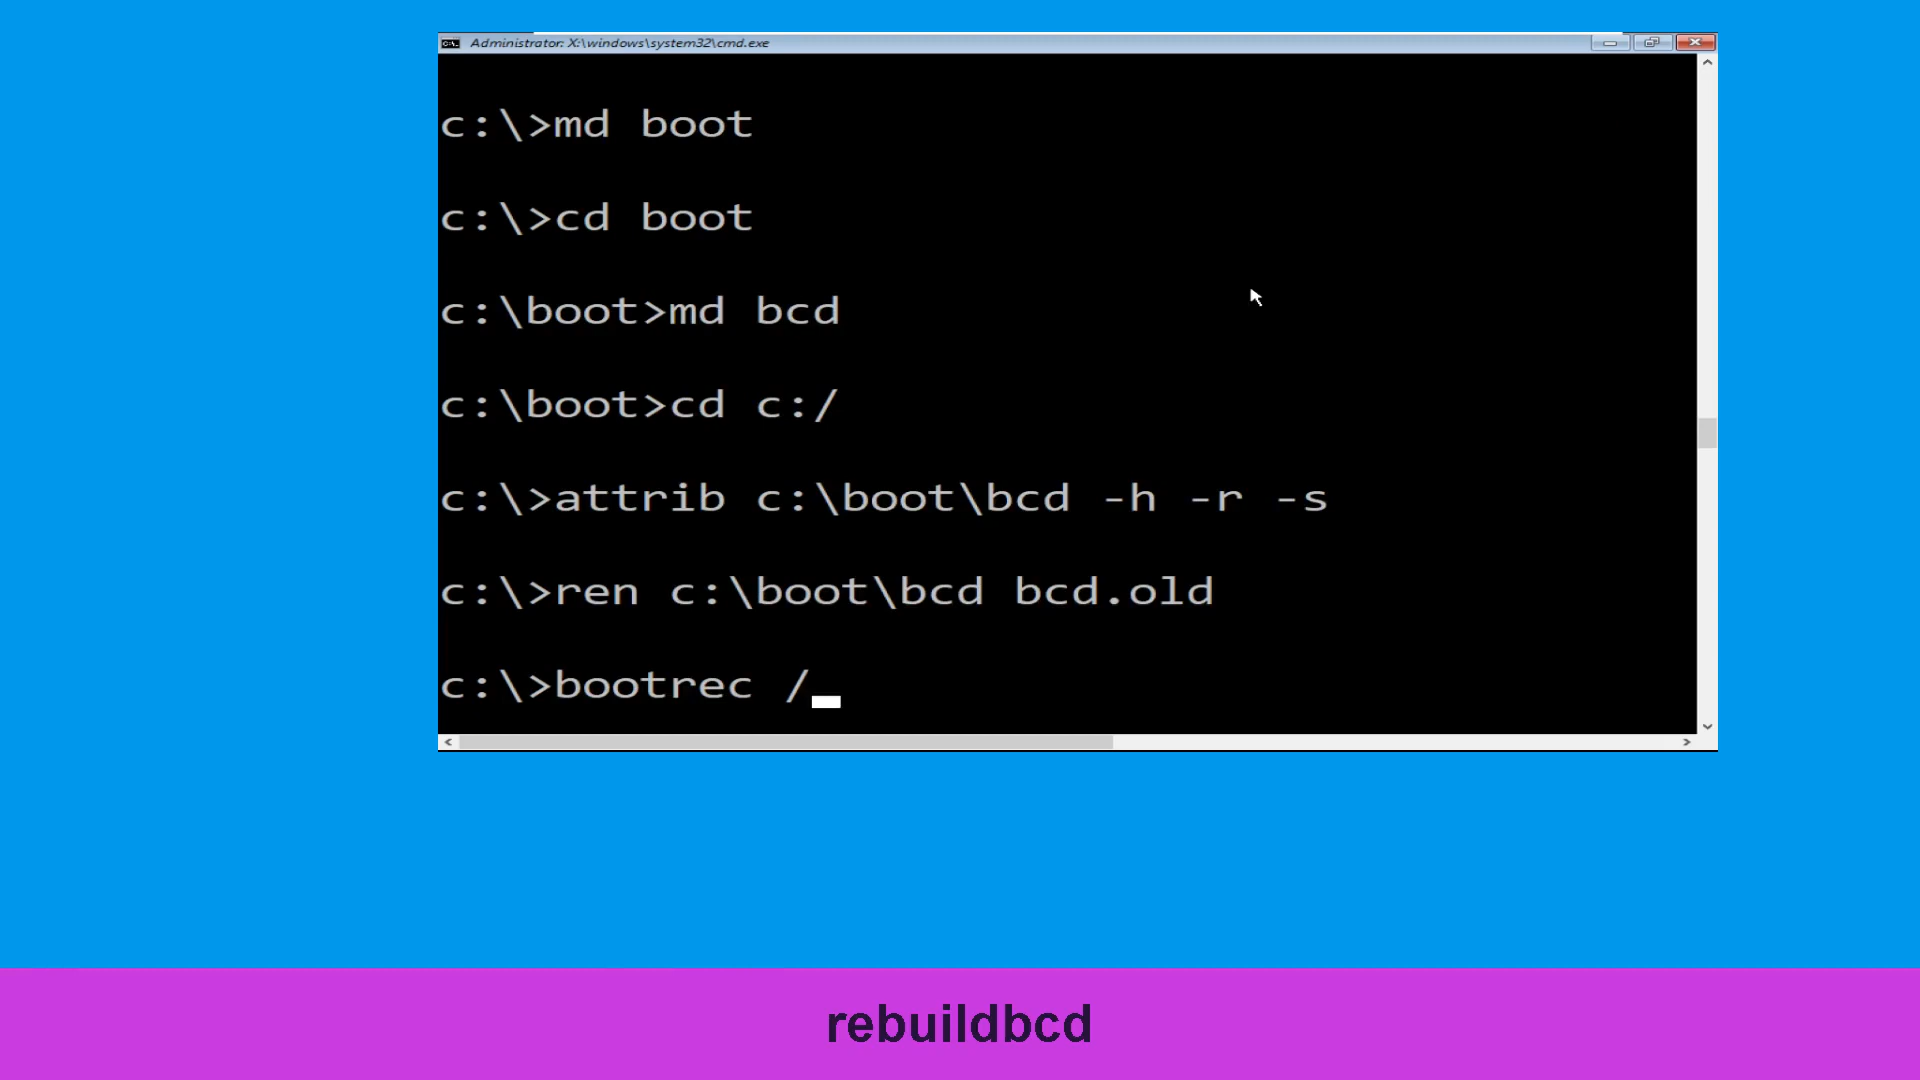 Administrator: X:\windows\system32\cmd.exe
c:\>md boot
c:\>cd boot
c:\boot>md bcd
c:\boot>cd c:/
c:\>attrib c:\boot\bcd -h -r -s
c:\>ren c:\boot\bcd bcd.old
c:\>bootrec /
rebuildbcd